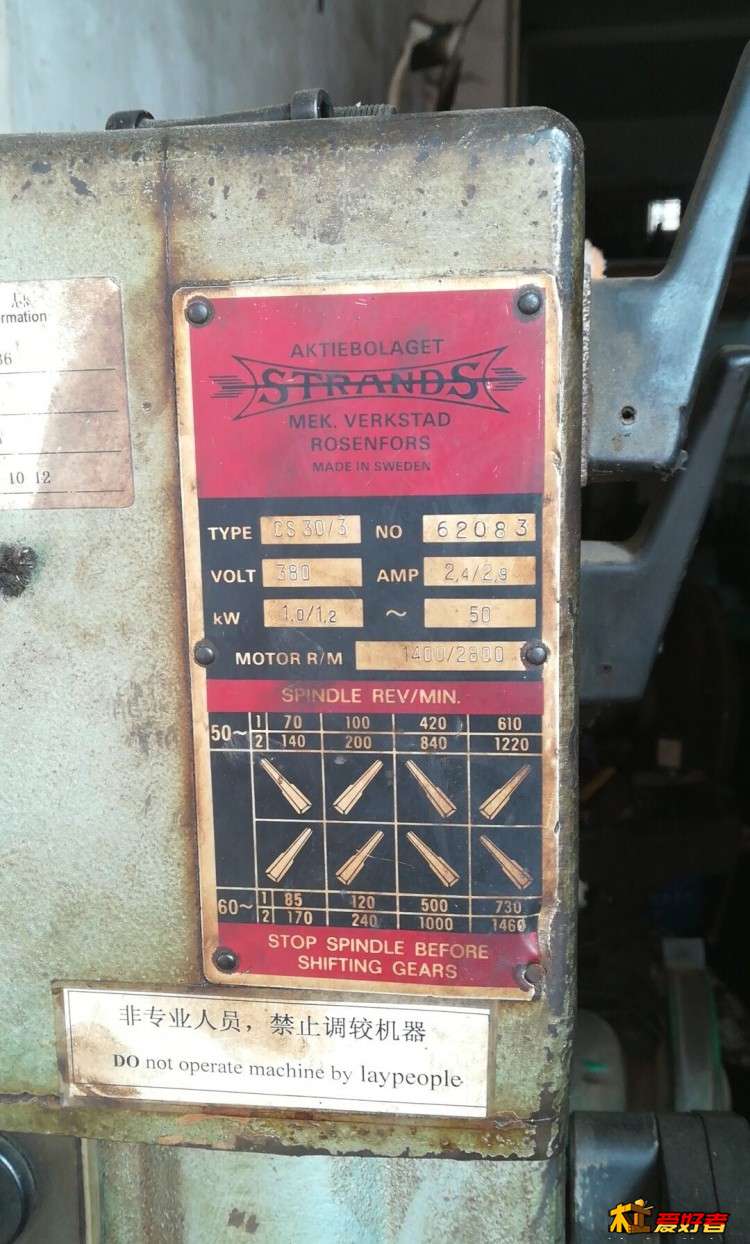 rmation
36
10 12
AKTIEBOLAGET
STRANDS
MEK. VERKSTAD
ROSENFORS
MADE IN SWEDEN
TYPE CS 30/3 NO 62083
VOLT 380 AMP 2,4/2,9
kW 1,0/1,2 ~ 50
MOTOR R/M 1400/2800
SPINDLE REV/MIN.
50~ 1 70 100 420 610
2 140 200 840 1220
60~ 1 85 120 500 730
2 170 240 1000 1460
STOP SPINDLE BEFORE
SHIFTING GEARS
非专业人员，禁止调较机器
DO not operate machine by laypeople
爱好者